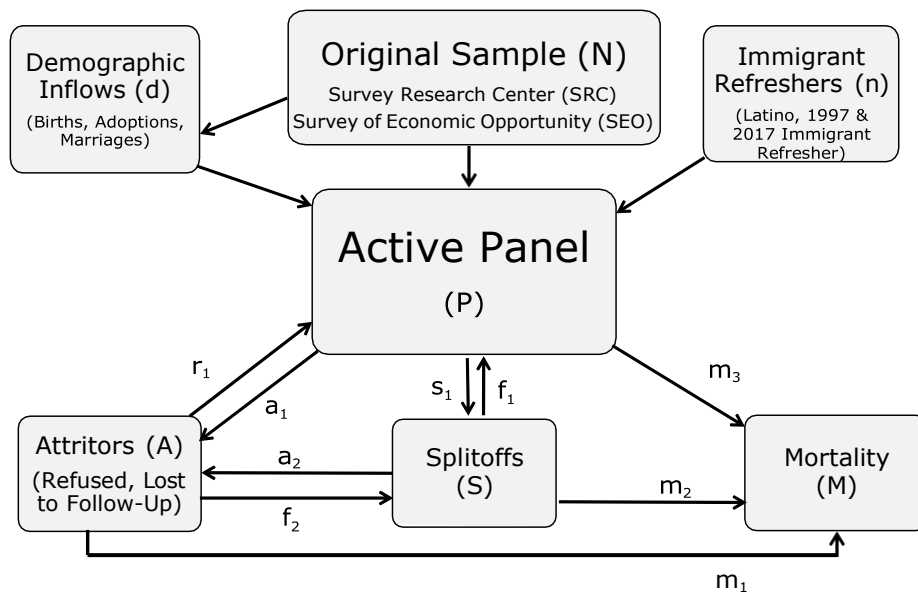 Demographic
Inflows (d)
(Births, Adoptions,
Marriages)
Original Sample (N)
Survey Research Center (SRC)
Survey of Economic Opportunity (SEO)
Immigrant
Refreshers (n)
(Latino, 1997 &
2017 Immigrant
Refresher)
Active Panel
(P)
r₁
a₁
s₁
f₁
m₃
Attritors (A)
(Refused, Lost
to Follow-Up)
a₂
f₂
Splitoffs
(S)
m₂
Mortality
(M)
m₁